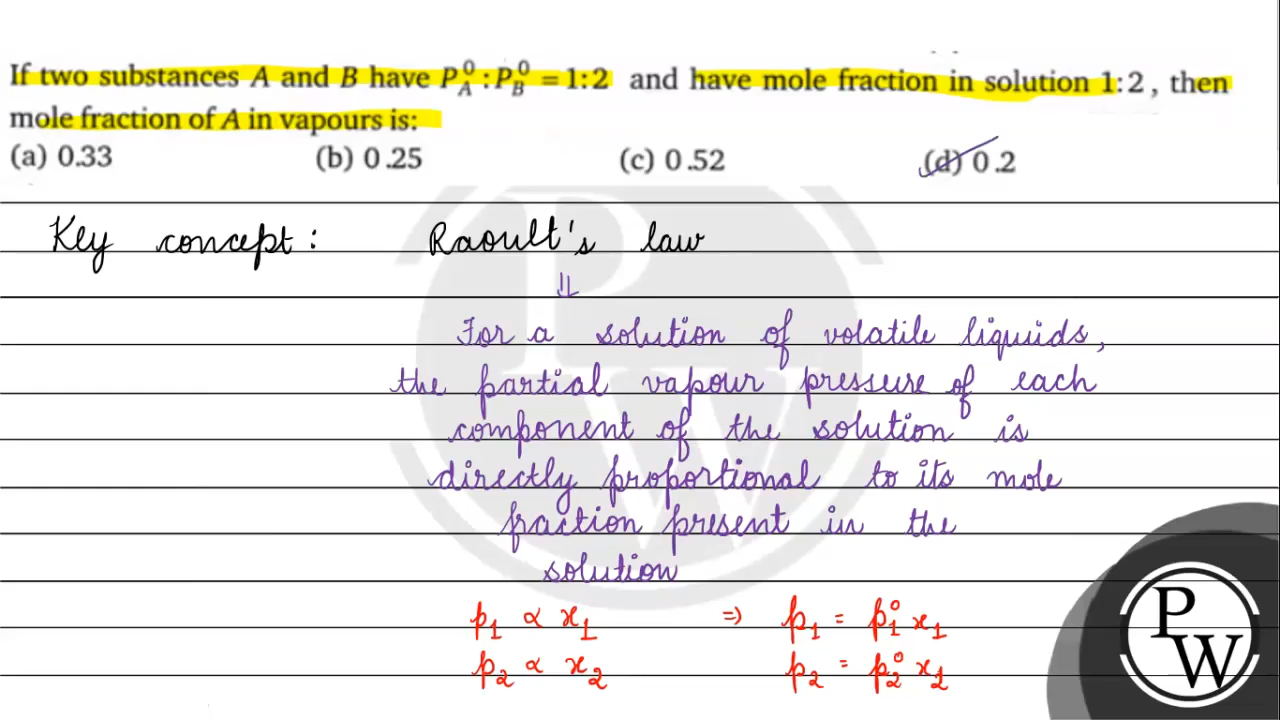 If two substances A and B have P_A^0 : P_B^0 = 1:2 and have mole fraction in solution 1:2, then
mole fraction of A in vapours is:
(a) 0.33 (b) 0.25 (c) 0.52 (d) 0.2
Key concept : Raoult's law
⇓
For a solution of volatile liquids,
the partial vapour pressure of each
component of the solution is
directly proportional to its mole
fraction present in the
solution
p₁ ∝ x₁ ⇒ p₁ = p₁° x₁
p₂ ∝ x₂ p₂ = p₂° x₂
P
W
P
W